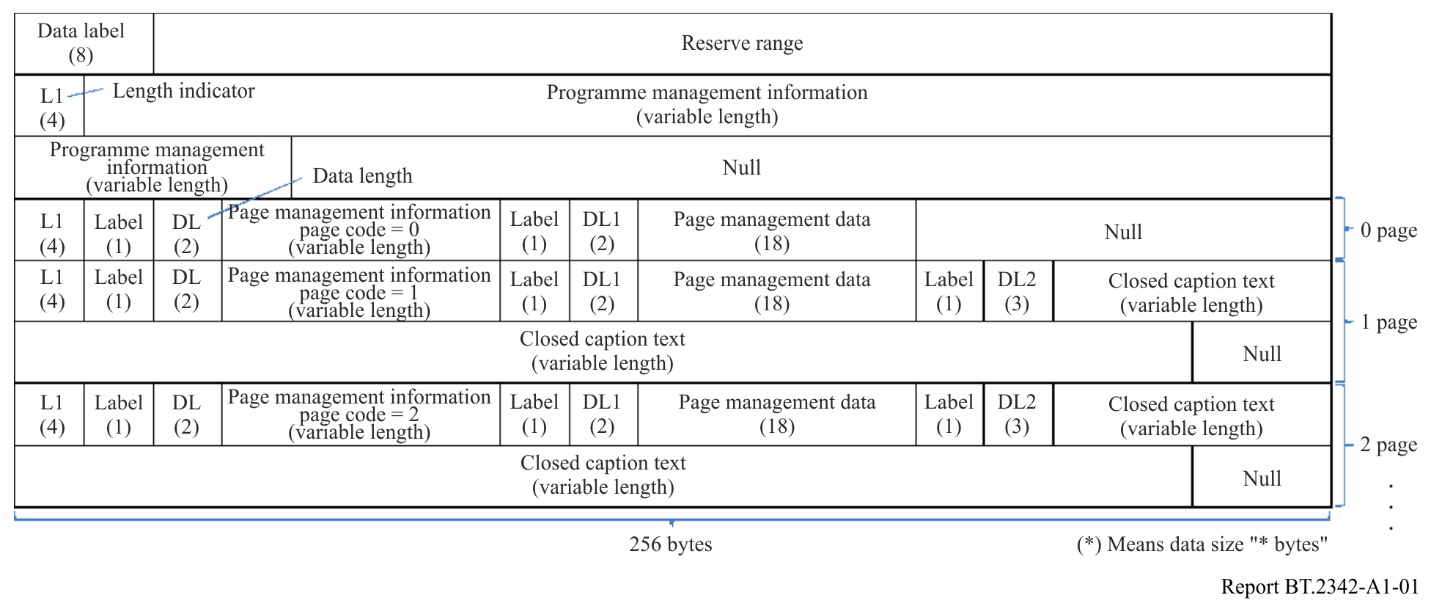 Data label
(8)
Reserve range
L1
(4)
Length indicator
Programme management information
(variable length)
Programme management
information
(variable length)
Data length
Null
L1
(4)
Label
(1)
DL
(2)
Page management information
page code = 0
(variable length)
Label
(1)
DL1
(2)
Page management data
(18)
Null
0 page
L1
(4)
Label
(1)
DL
(2)
Page management information
page code = 1
(variable length)
Label
(1)
DL1
(2)
Page management data
(18)
Label
(1)
DL2
(3)
Closed caption text
(variable length)
1 page
Closed caption text
(variable length)
Null
L1
(4)
Label
(1)
DL
(2)
Page management information
page code = 2
(variable length)
Label
(1)
DL1
(2)
Page management data
(18)
Label
(1)
DL2
(3)
Closed caption text
(variable length)
2 page
Closed caption text
(variable length)
Null
.
.
.
256 bytes
(*) Means data size "* bytes"
Report BT.2342-A1-01